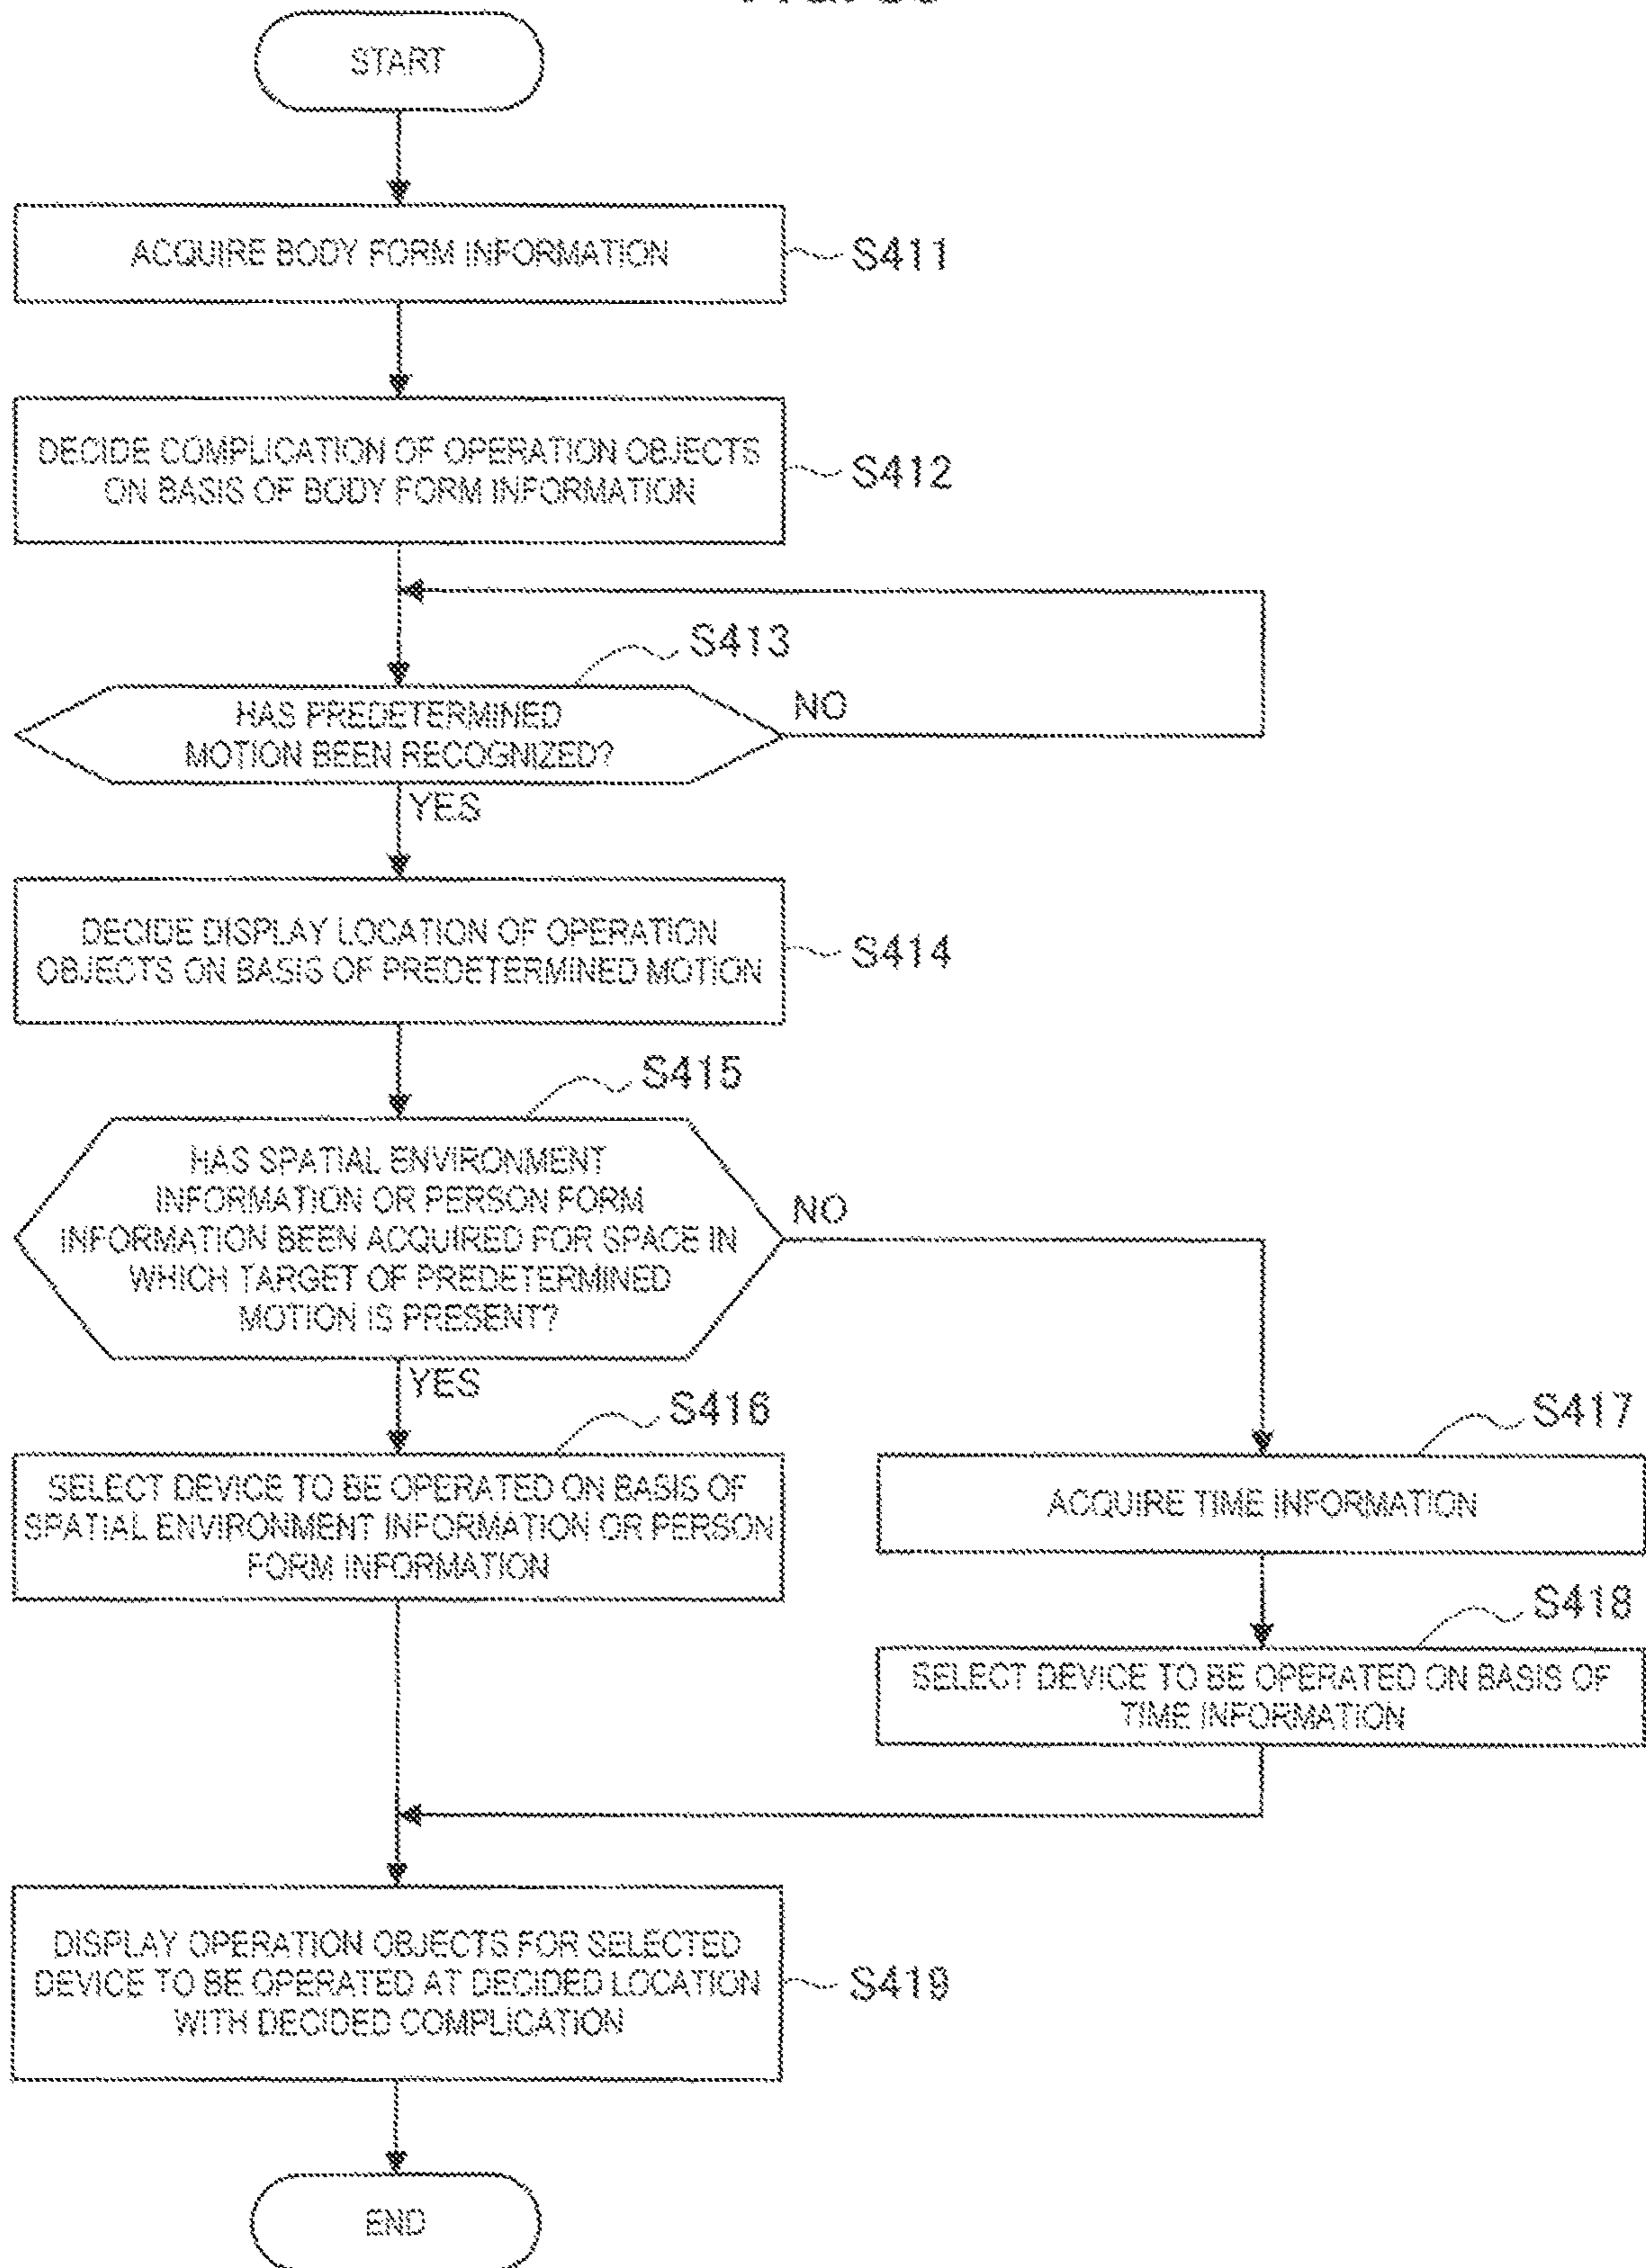 START
ACQUIRE BODY FORM INFORMATION
S411
DECIDE COMPLICATION OF OPERATION OBJECTS
ON BASIS OF BODY FORM INFORMATION
S412
S413
HAS PREDETERMINED
MOTION BEEN RECOGNIZED?
NO
YES
DECIDE DISPLAY LOCATION OF OPERATION
OBJECTS ON BASIS OF PREDETERMINED MOTION
S414
S415
HAS SPATIAL ENVIRONMENT
INFORMATION OR PERSON FORM
INFORMATION BEEN ACQUIRED FOR SPACE IN
WHICH TARGET OF PREDETERMINED
MOTION IS PRESENT?
NO
YES
S416
SELECT DEVICE TO BE OPERATED ON BASIS OF
SPATIAL ENVIRONMENT INFORMATION OR PERSON
FORM INFORMATION
S417
ACQUIRE TIME INFORMATION
S418
SELECT DEVICE TO BE OPERATED ON BASIS OF
TIME INFORMATION
DISPLAY OPERATION OBJECTS FOR SELECTED
DEVICE TO BE OPERATED AT DECIDED LOCATION
WITH DECIDED COMPLICATION
S419
END